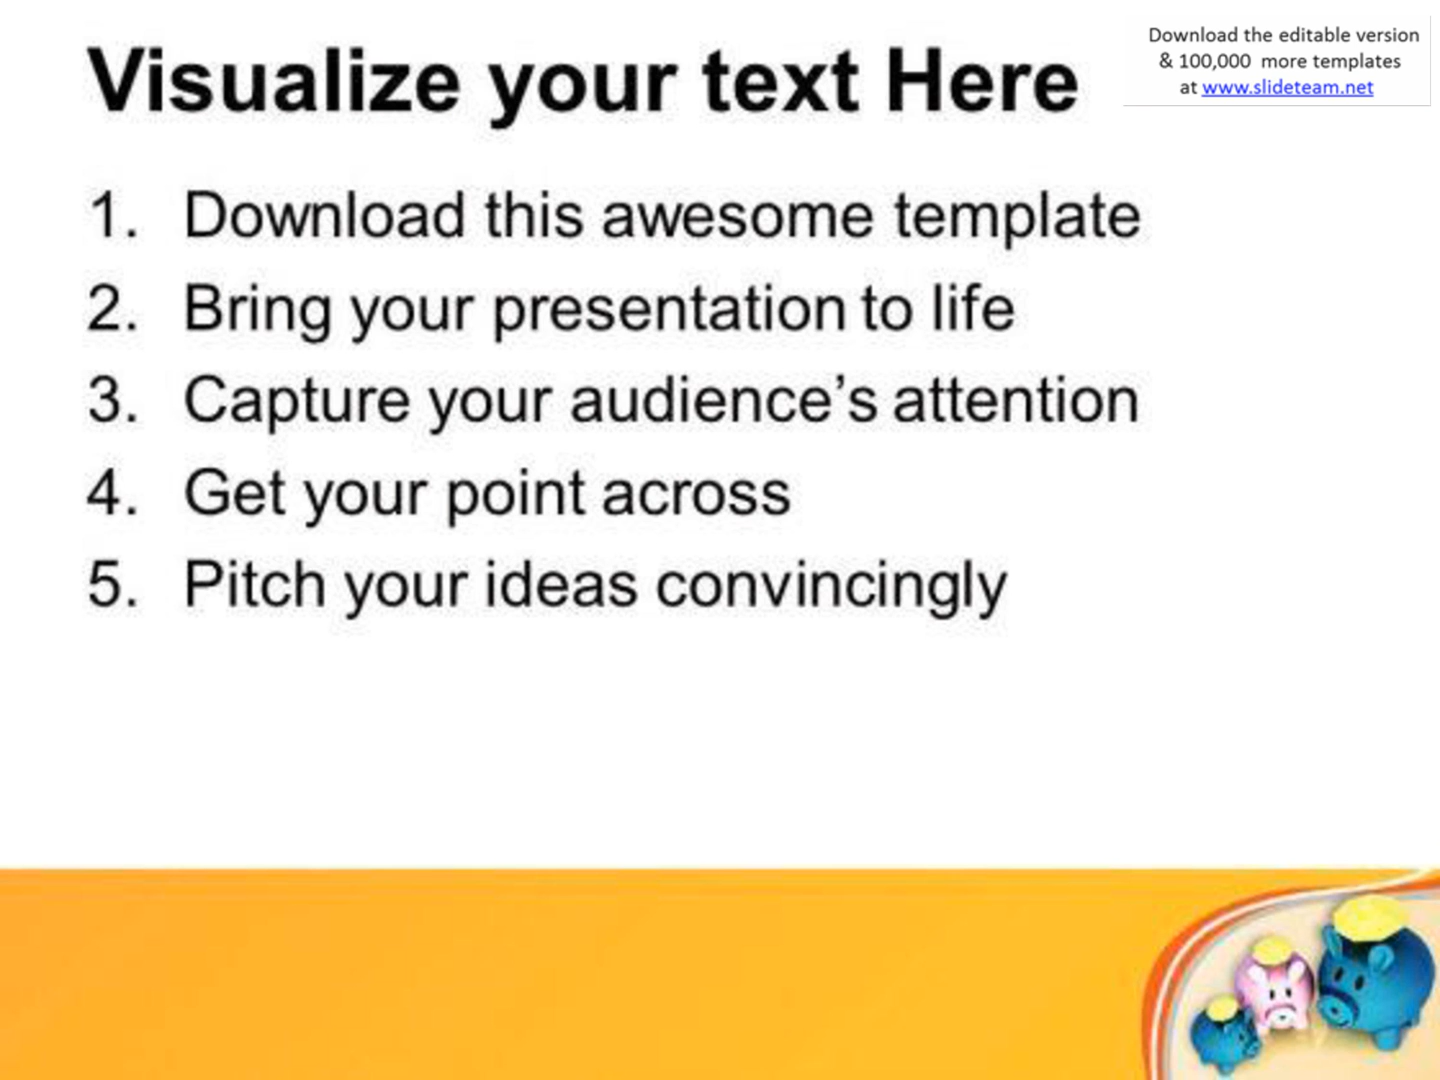 Visualize your text Here
Download the editable version
& 100,000 more templates
at www.slideteam.net
1. Download this awesome template
2. Bring your presentation to life
3. Capture your audience’s attention
4. Get your point across
5. Pitch your ideas convincingly